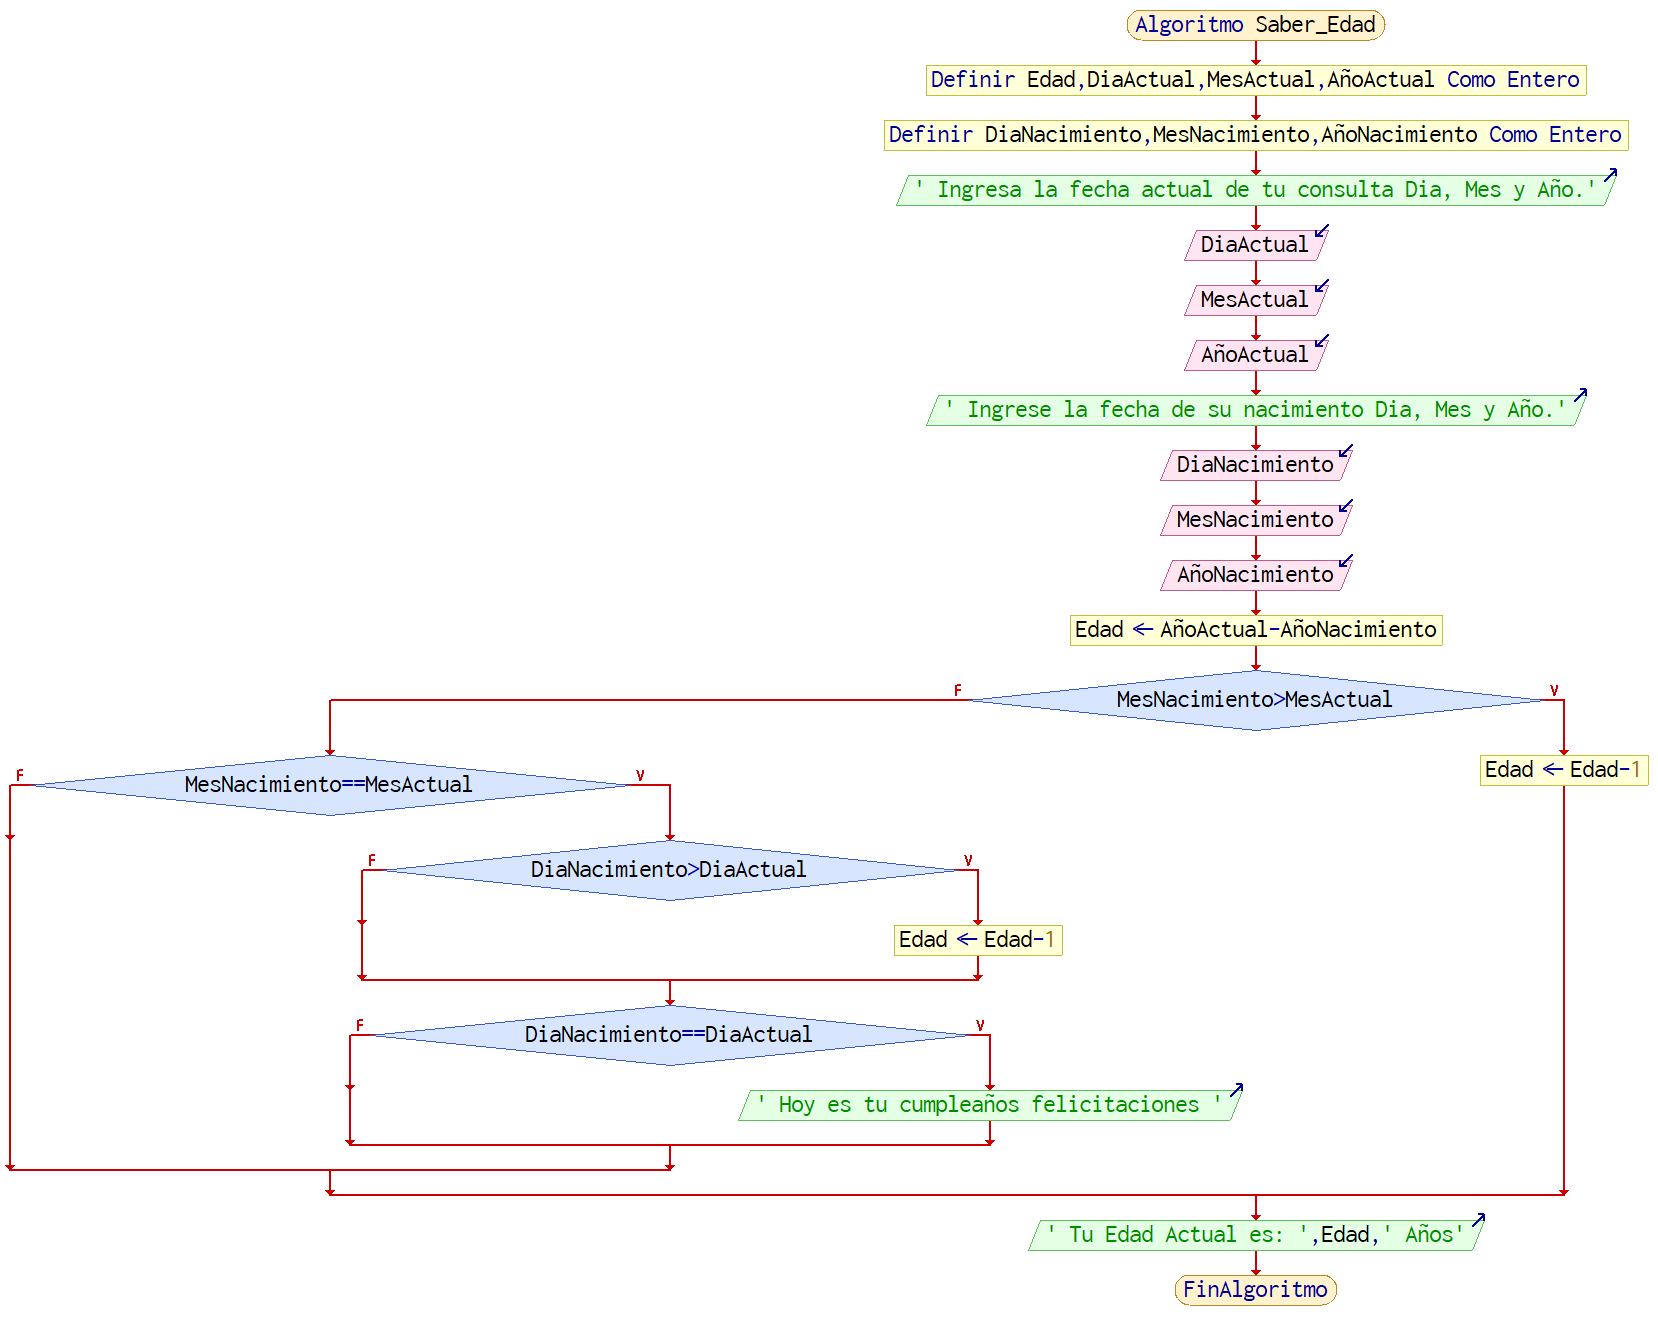 Algoritmo Saber_Edad
Definir Edad,DiaActual,MesActual,AñoActual Como Entero
Definir DiaNacimiento,MesNacimiento,AñoNacimiento Como Entero
' Ingresa la fecha actual de tu consulta Dia, Mes y Año.'
DiaActual
MesActual
AñoActual
' Ingrese la fecha de su nacimiento Dia, Mes y Año.'
DiaNacimiento
MesNacimiento
AñoNacimiento
Edad ← AñoActual-AñoNacimiento
F
MesNacimiento>MesActual
V
Edad ← Edad-1
F
MesNacimiento==MesActual
V
F
DiaNacimiento>DiaActual
V
Edad ← Edad-1
F
DiaNacimiento==DiaActual
V
' Hoy es tu cumpleaños felicitaciones '
' Tu Edad Actual es: ',Edad,' Años'
FinAlgoritmo